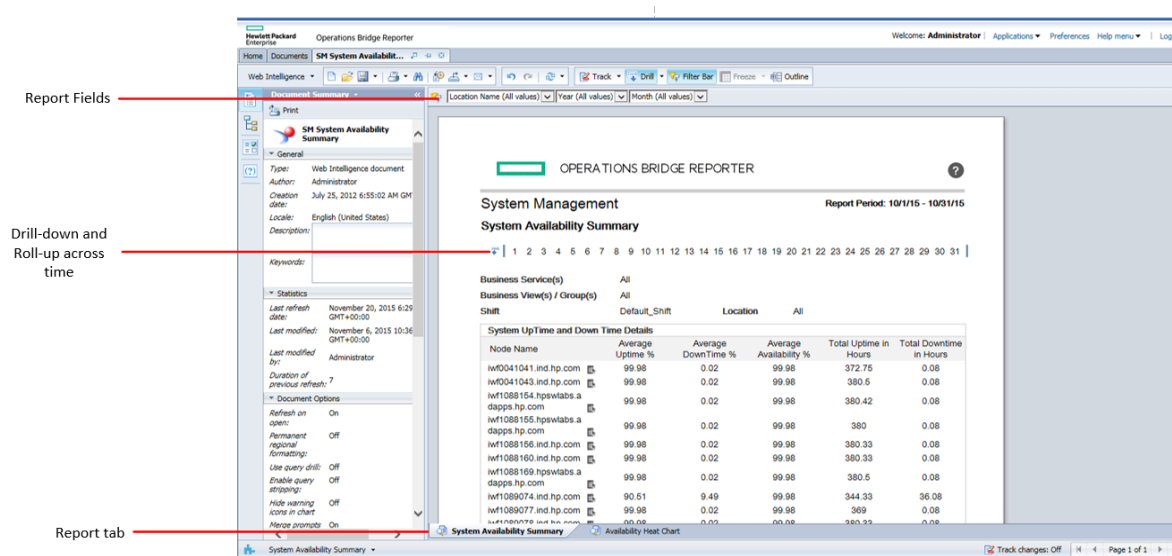 Hewlett Packard
Enterprise
Operations Bridge Reporter
Welcome: Administrator | Applications Preferences Help menu | Log
Home Documents SM System Availabilit...
Web Intelligence Track Drill Filter Bar Freeze Outline
Report Fields
Document Summary
Location Name (All values) Year (All values) Month (All values)
Print
SM System Availability
Summary
General
Type: Web Intelligence document
Author: Administrator
Creation date: July 25, 2012 6:55:02 AM GM
Locale: English (United States)
Description:
Keywords:
Statistics
Last refresh date: November 20, 2015 6:29 GMT+00:00
Last modified: November 6, 2015 10:36 GMT+00:00
Last modified by: Administrator
Duration of previous refresh: 7
Document Options
Refresh on open: On
Permanent regional formatting: Off
Use query drill: Off
Enable query stripping: Off
Hide warning icons in chart Off
Merge prompts On
Drill-down and
Roll-up across
time
Report tab
OPERATIONS BRIDGE REPORTER
?
System Management Report Period: 10/1/15 - 10/31/15
System Availability Summary
1 2 3 4 5 6 7 8 9 10 11 12 13 14 15 16 17 18 19 20 21 22 23 24 25 26 27 28 29 30 31
Business Service(s) All
Business View(s) / Group(s) All
Shift Default_Shift Location All
System UpTime and Down Time Details
Node Name Average Uptime % Average DownTime % Average Availability % Total Uptime in Hours Total Downtime in Hours
iwf0041041.ind.hp.com 99.98 0.02 99.98 372.75 0.08
iwf0041043.ind.hp.com 99.98 0.02 99.98 380.5 0.08
iwf1088154.hpswlabs.a
dapps.hp.com 99.98 0.02 99.98 380.42 0.08
iwf1088155.hpswlabs.a
dapps.hp.com 99.98 0.02 99.98 380 0.08
iwf1088156.ind.hp.com 99.98 0.02 99.98 380.33 0.08
iwf1088160.ind.hp.com 99.98 0.02 99.98 380.33 0.08
iwf1088169.hpswlabs.a
dapps.hp.com 99.98 0.02 99.98 380.5 0.08
iwf1089074.ind.hp.com 90.51 9.49 90.98 344.33 36.08
iwf1089077.ind.hp.com 99.98 0.02 99.98 369 0.08
System Availability Summary Availability Heat Chart
System Availability Summary Track changes: Off Page 1 of 1